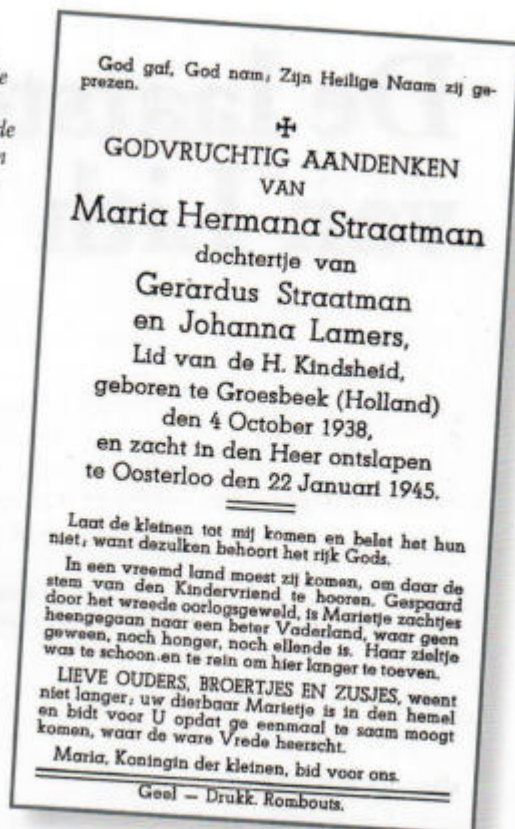 God gaf, God nam; Zijn Heilige Naam zij ge-
prezen.
✠
GODVRUCHTIG AANDENKEN
VAN
Maria Hermana Straatman
dochtertje van
Gerardus Straatman
en Johanna Lamers,
Lid van de H. Kindsheid,
geboren te Groesbeek (Holland)
den 4 October 1938,
en zacht in den Heer ontslapen
te Oosterloo den 22 Januari 1945.
Laat de kleinen tot mij komen en belet het hun
niet; want dezulken behoort het rijk Gods.
In een vreemd land moest zij komen, om daar de
stem van den Kindervriend te hooren. Gespaard
door het wreede oorlogsgeweld, is Marietje zachtjes
heengegaan naar een beter Vaderland, waar geen
geween, noch honger, noch ellende is. Haar zieltje
was te schoon en te rein om hier langer te toeven.
LIEVE OUDERS, BROERTJES EN ZUSJES, weent
niet langer; uw dierbaar Marietje is in den hemel
en bidt voor U opdat ge eenmaal te saam moogt
komen, waar de ware Vrede heerscht.
Maria, Koningin der kleinen, bid voor ons.
Geel — Drukk. Rombouts.